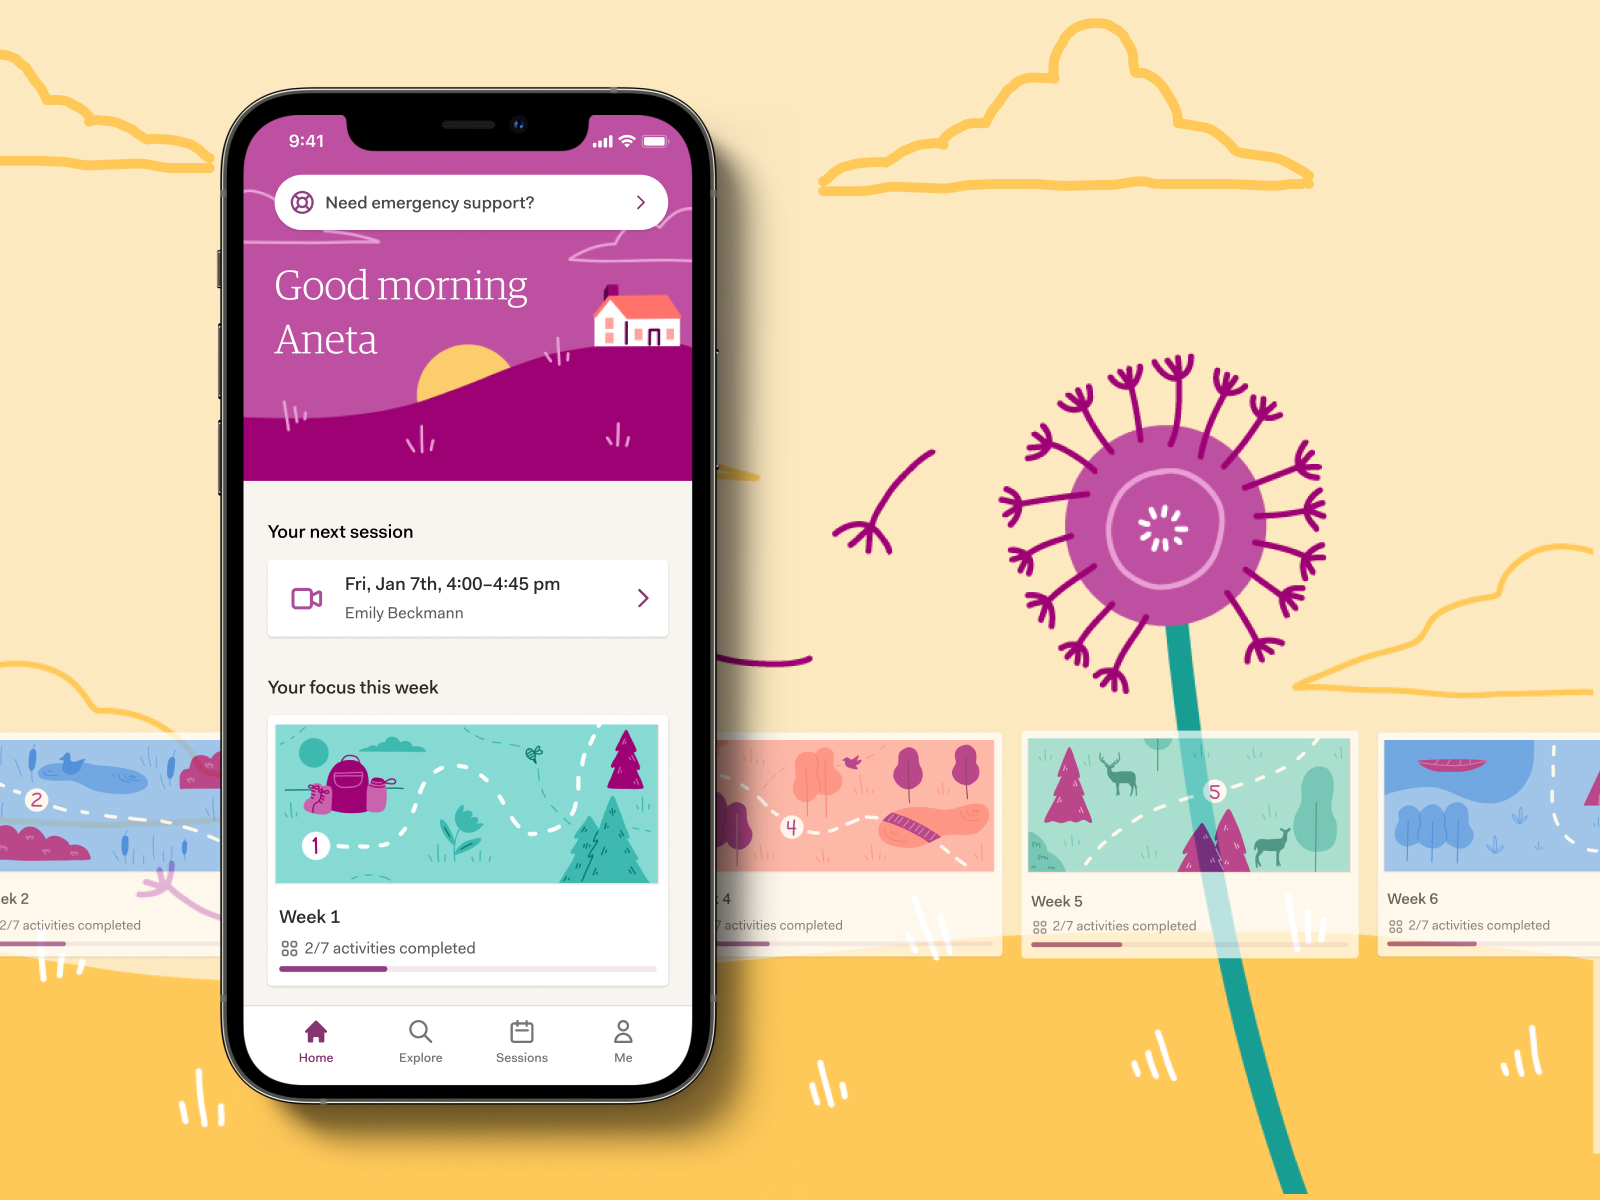 9:41
Need emergency support?
Good morning
Aneta
Your next session
Fri, Jan 7th, 4:00–4:45 pm
Emily Beckmann
Your focus this week
1
Week 1
2/7 activities completed
Home
Explore
Sessions
Me
2
ek 2
2/7 activities completed
4
4
7 activities completed
5
Week 5
2/7 activities completed
Week 6
2/7 activities completed